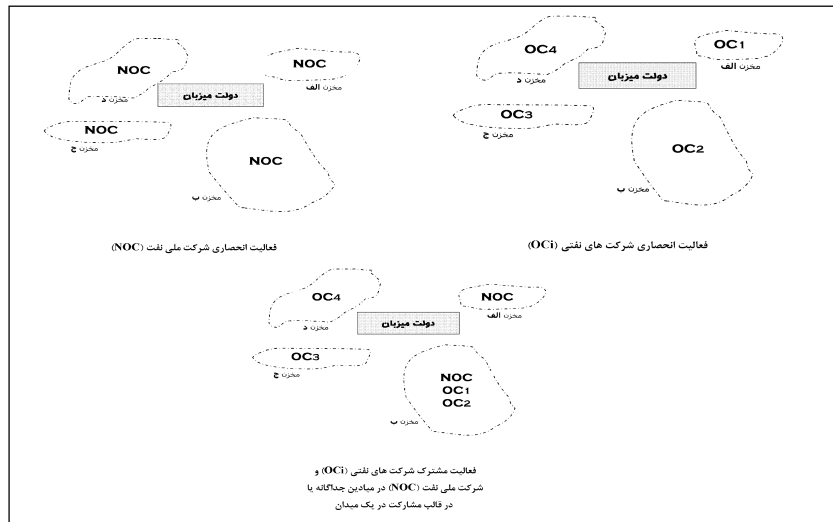 NOC
مخزن د
NOC
مخزن الف
دولت میزبان
NOC
مخزن ج
NOC
مخزن ب
فعالیت انحصاری شرکت ملی نفت (NOC)
OC4
مخزن د
OC1
مخزن الف
دولت میزبان
OC3
مخزن ج
OC2
مخزن ب
فعالیت انحصاری شرکت های نفتی (OCi)
OC4
مخزن د
NOC
مخزن الف
دولت میزبان
OC3
مخزن ج
NOC
OC1
OC2
مخزن ب
فعالیت مشترک شرکت های نفتی (OCi) و
شرکت ملی نفت (NOC) در میادین جداگانه یا
در قالب مشارکت در یک میدان